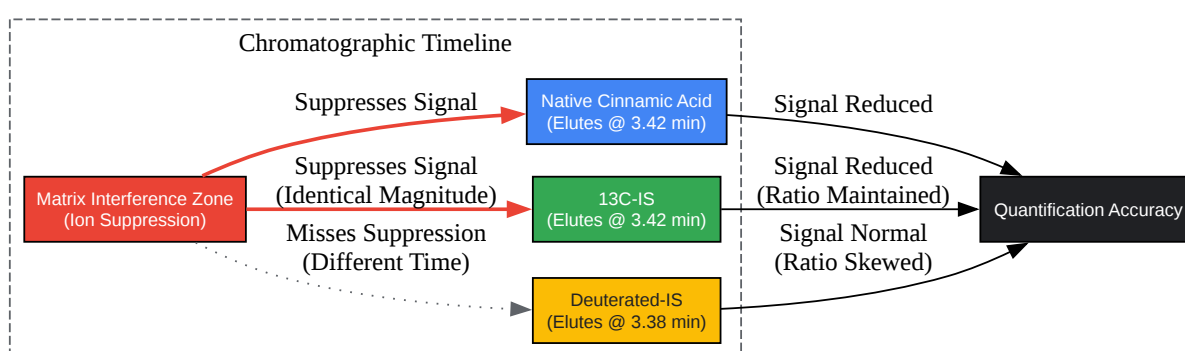 Chromatographic Timeline
Suppresses Signal
Native Cinnamic Acid
(Elutes @ 3.42 min)
Signal Reduced
Matrix Interference Zone
(Ion Suppression)
Suppresses Signal
(Identical Magnitude)
13C-IS
(Elutes @ 3.42 min)
Signal Reduced
(Ratio Maintained)
Quantification Accuracy
Misses Suppression
(Different Time)
Deuterated-IS
(Elutes @ 3.38 min)
Signal Normal
(Ratio Skewed)